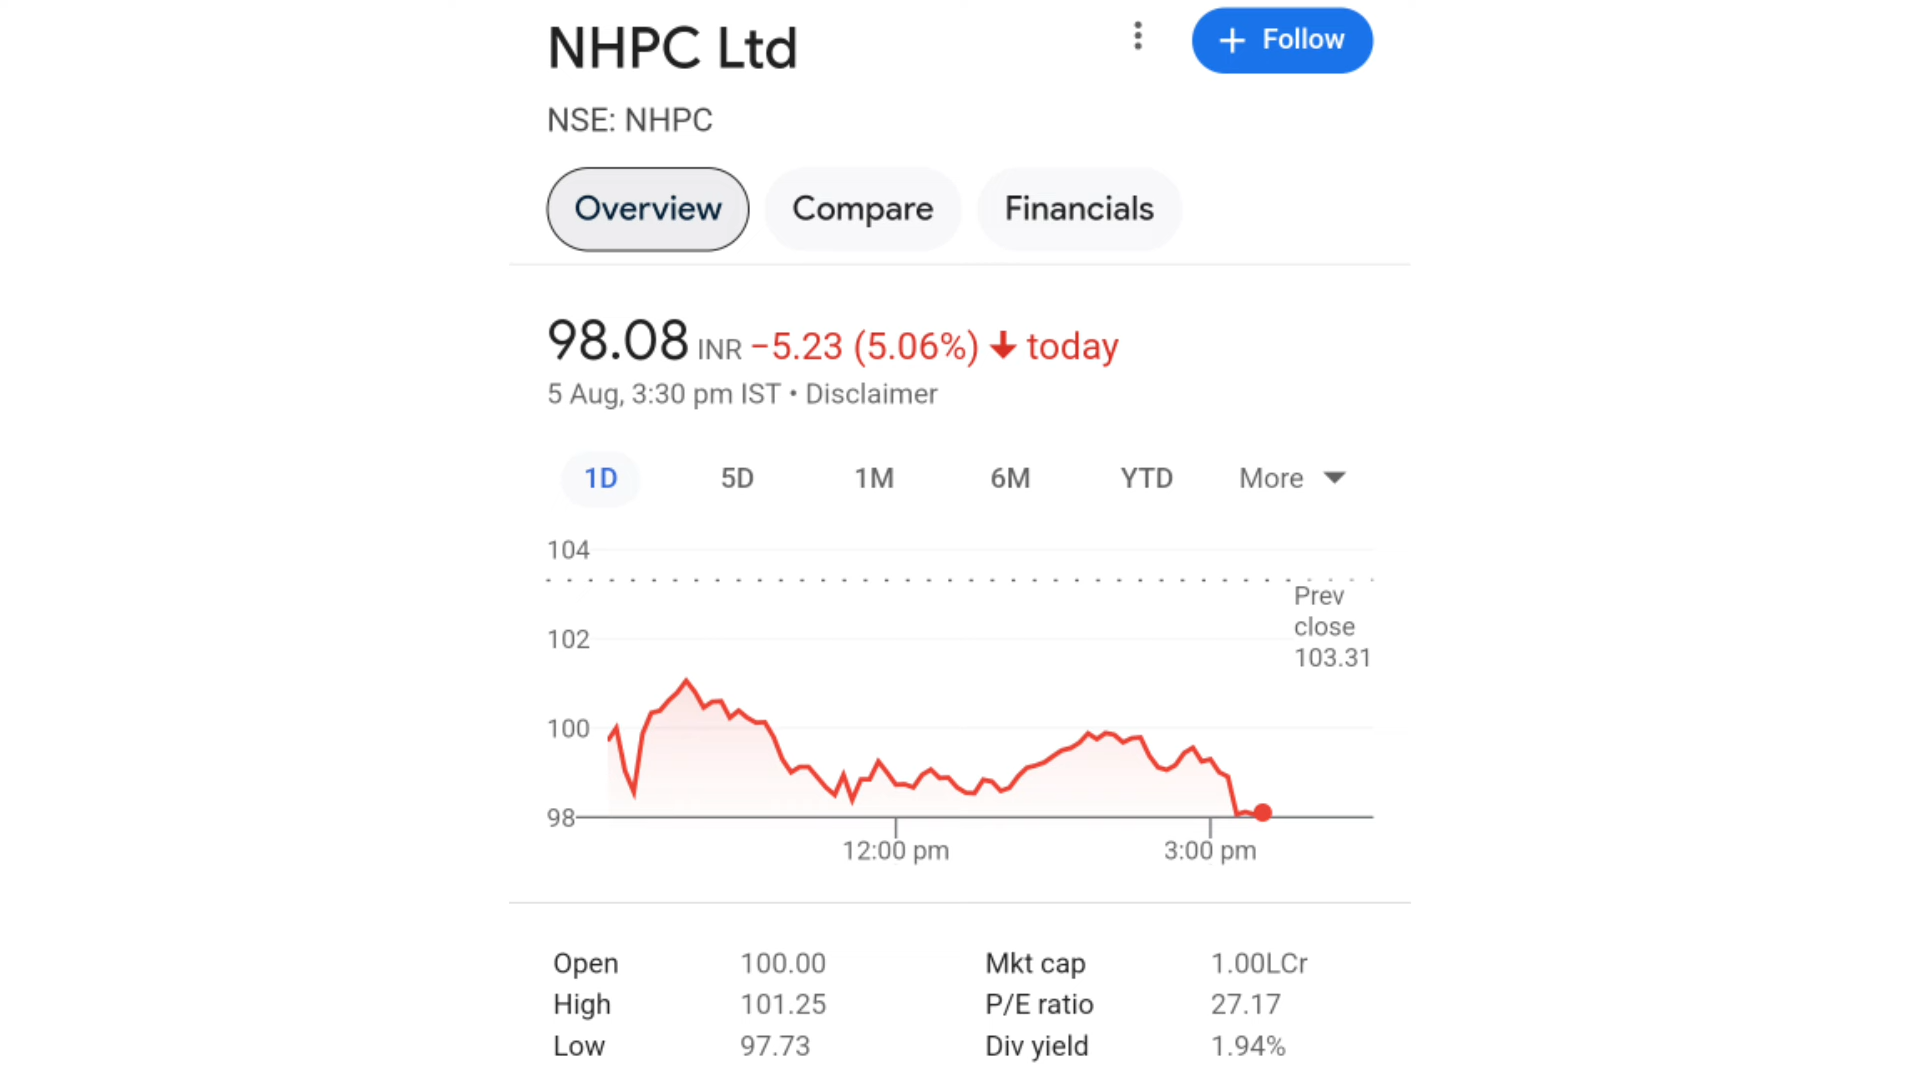 NHPC Ltd
+ Follow
NSE: NHPC
Overview Compare Financials
98.08 INR −5.23 (5.06%) ↓ today
5 Aug, 3:30 pm IST • Disclaimer
1D 5D 1M 6M YTD More
104
Prev
close
103.31
102
100
98
12:00 pm 3:00 pm
Open 100.00 Mkt cap 1.00LCr
High 101.25 P/E ratio 27.17
Low 97.73 Div yield 1.94%